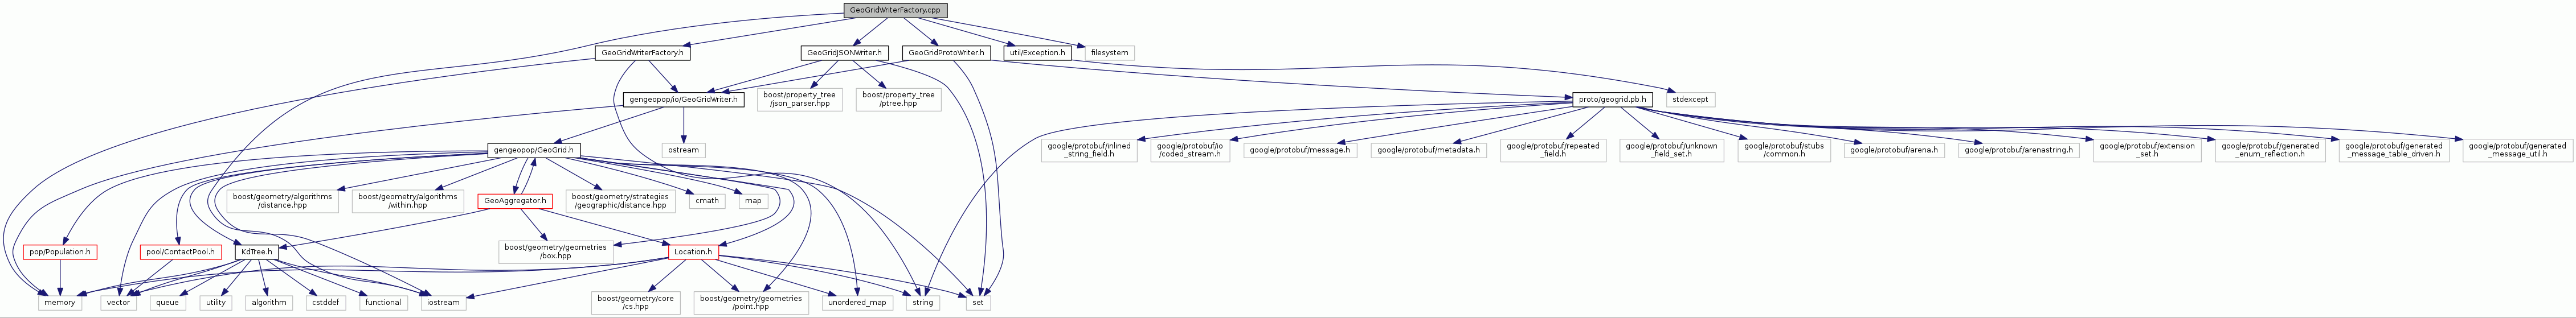 GeoGridWriterFactory.cpp
GeoGridWriterFactory.h
GeoGridJSONWriter.h
GeoGridProtoWriter.h
util/Exception.h
filesystem
gengeopop/io/GeoGridWriter.h
boost/property_tree
/json_parser.hpp
boost/property_tree
/ptree.hpp
proto/geogrid.pb.h
stdexcept
gengeopop/GeoGrid.h
ostream
google/protobuf/inlined
_string_field.h
google/protobuf/io
/coded_stream.h
google/protobuf/message.h
google/protobuf/metadata.h
google/protobuf/repeated
_field.h
google/protobuf/unknown
_field_set.h
google/protobuf/stubs
/common.h
google/protobuf/arena.h
google/protobuf/arenastring.h
google/protobuf/extension
_set.h
google/protobuf/generated
_enum_reflection.h
google/protobuf/generated
_message_table_driven.h
google/protobuf/generated
_message_util.h
boost/geometry/algorithms
/distance.hpp
boost/geometry/algorithms
/within.hpp
GeoAggregator.h
boost/geometry/strategies
/geographic/distance.hpp
cmath
map
pop/Population.h
pool/ContactPool.h
KdTree.h
boost/geometry/geometries
/box.hpp
Location.h
memory
vector
queue
utility
algorithm
cstddef
functional
iostream
boost/geometry/core
/cs.hpp
boost/geometry/geometries
/point.hpp
unordered_map
string
set